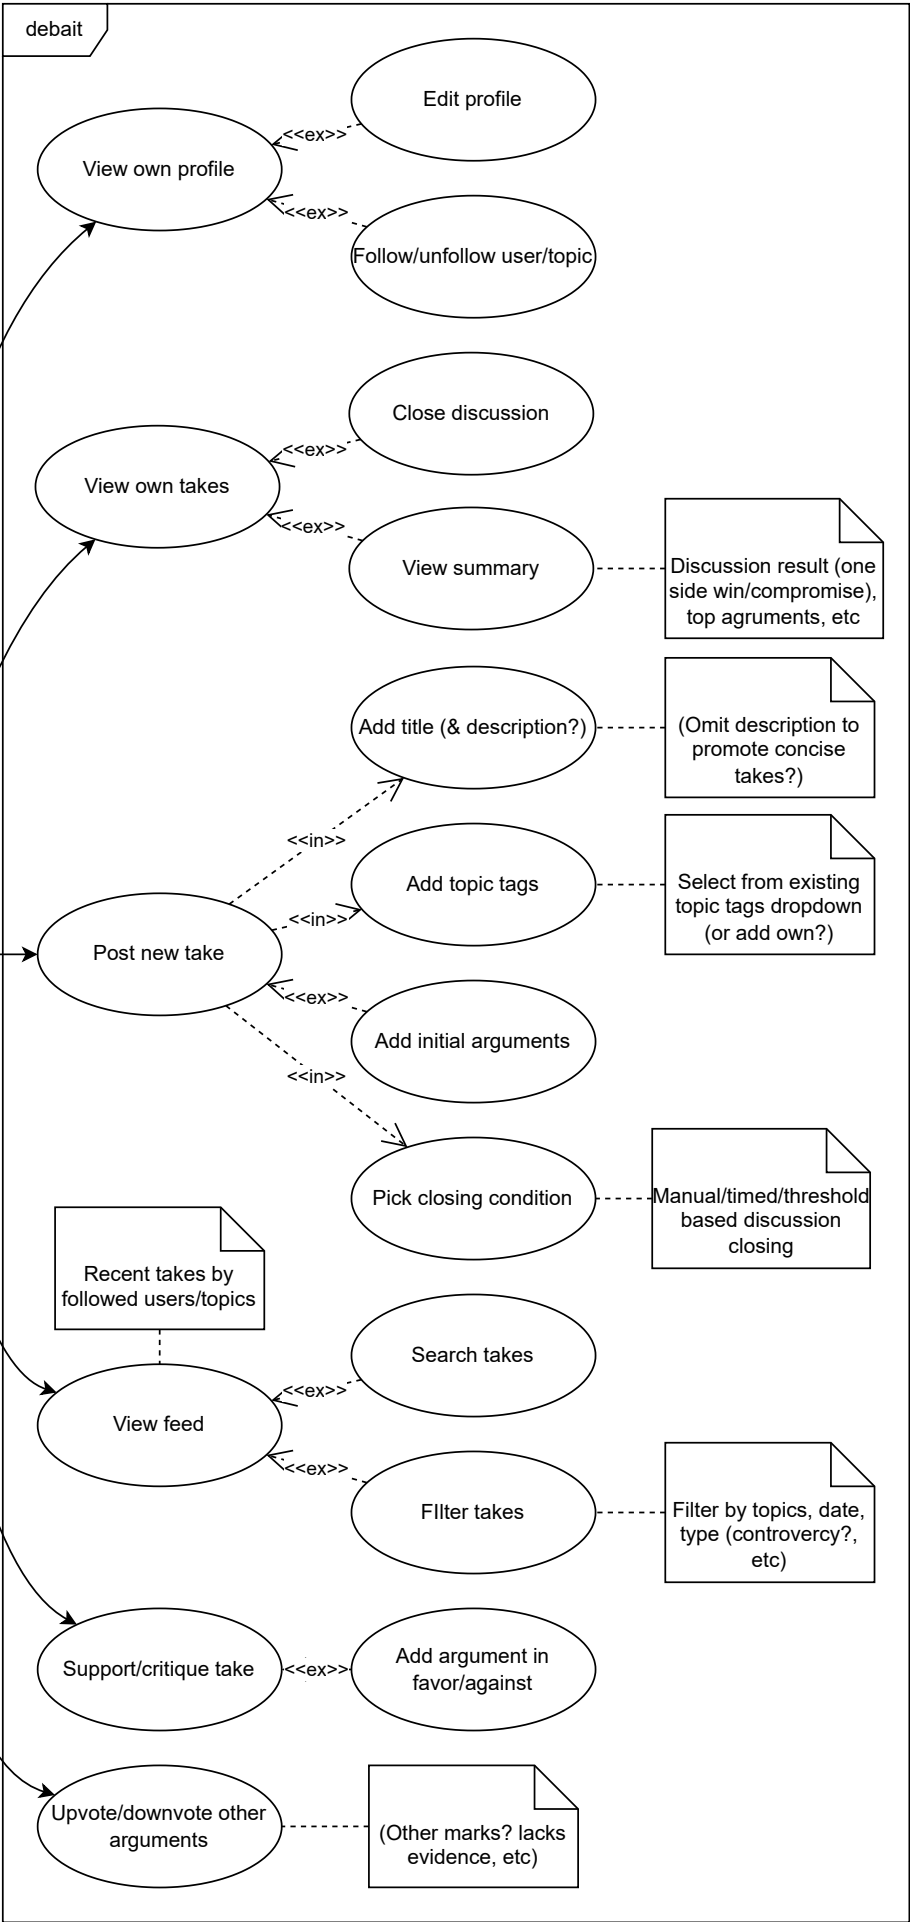 debait
Edit profile
<<ex>>
View own profile
<<ex>>
Follow/unfollow user/topic
Close discussion
<<ex>>
View own takes
<<ex>>
View summary
Discussion result (one
side win/compromise),
top agruments, etc
Add title (& description?)
(Omit description to
promote concise
takes?)
<<in>>
Add topic tags
Select from existing
topic tags dropdown
(or add own?)
<<in>>
Post new take
<<ex>>
Add initial arguments
<<in>>
Pick closing condition
Manual/timed/threshold
based discussion
closing
Recent takes by
followed users/topics
Search takes
<<ex>>
View feed
<<ex>>
FIlter takes
Filter by topics, date,
type (controvercy?,
etc)
Support/critique take
<<ex>>
Add argument in
favor/against
Upvote/downvote other
arguments
(Other marks? lacks
evidence, etc)